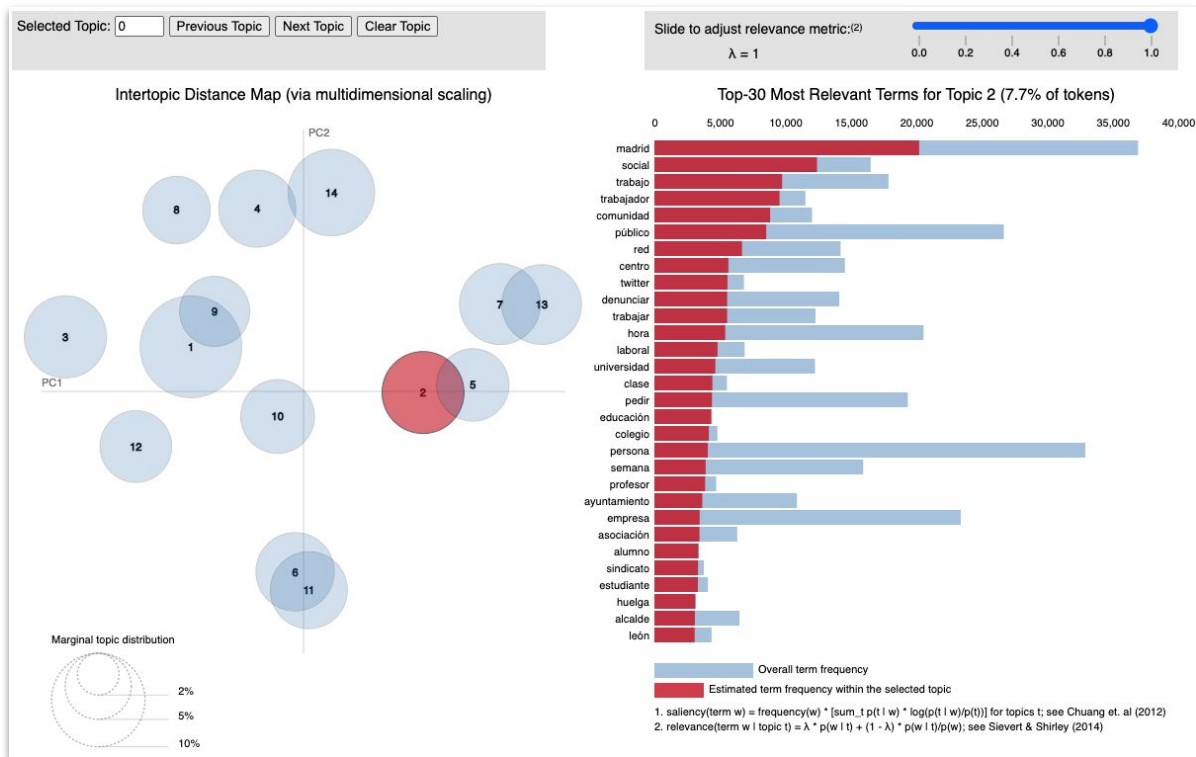 Selected Topic: 0 Previous Topic Next Topic Clear Topic
Slide to adjust relevance metric:(2)
λ = 1
0.0 0.2 0.4 0.6 0.8 1.0
Intertopic Distance Map (via multidimensional scaling)
PC2
PC1
14
8
4
7
13
9
3
1
2
5
10
12
6
11
Marginal topic distribution
2%
5%
10%
Top-30 Most Relevant Terms for Topic 2 (7.7% of tokens)
0 5,000 10,000 15,000 20,000 25,000 30,000 35,000 40,000
madrid
social
trabajo
trabajador
comunidad
público
red
centro
twitter
denunciar
trabajar
hora
laboral
universidad
clase
pedir
educación
colegio
persona
semana
profesor
ayuntamiento
empresa
asociación
alumno
sindicato
estudiante
huelga
alcalde
león
Overall term frequency
Estimated term frequency within the selected topic
1. saliency(term w) = frequency(w) * [sum_t p(t | w) * log(p(t | w)/p(t))] for topics t; see Chuang et. al (2012)
2. relevance(term w | topic t) = λ * p(w | t) + (1 - λ) * p(w | t)/p(w); see Sievert & Shirley (2014)